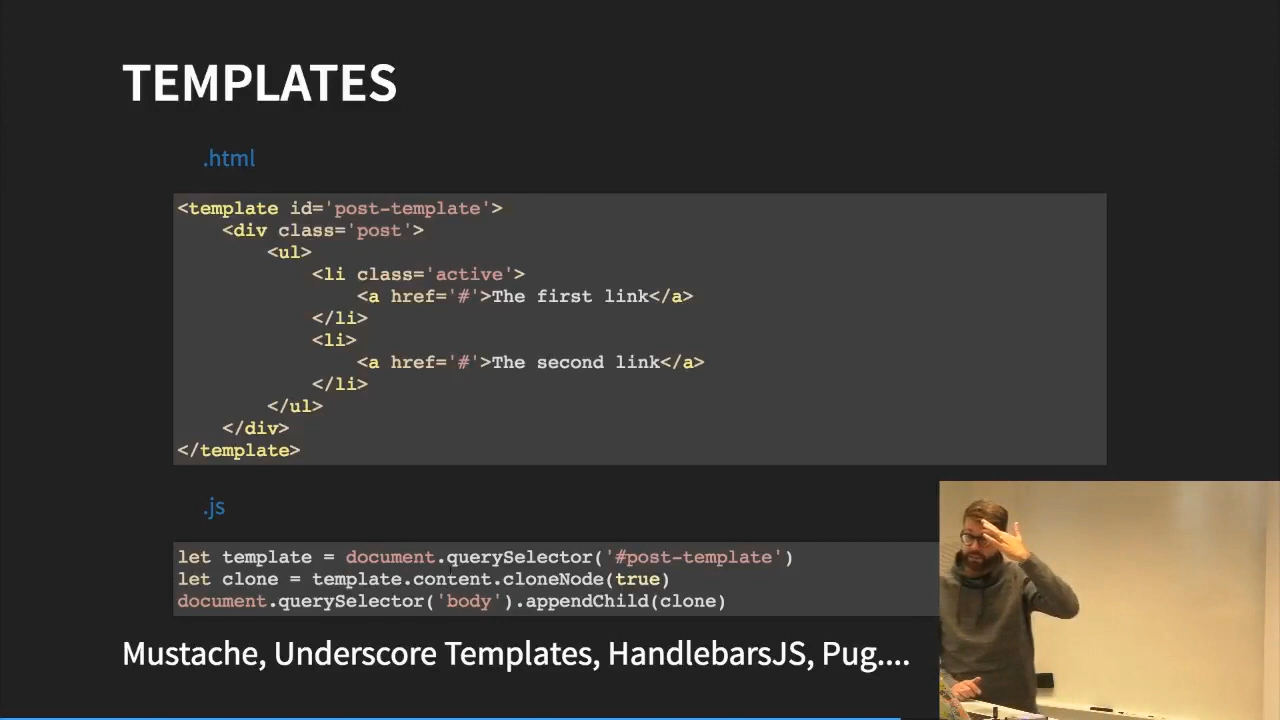 TEMPLATES
.html
<template id='post-template'>
    <div class='post'>
        <ul>
            <li class='active'>
                <a href='#'>The first link</a>
            </li>
            <li>
                <a href='#'>The second link</a>
            </li>
        </ul>
    </div>
</template>
.js
let template = document.querySelector('#post-template')
let clone = template.content.cloneNode(true)
document.querySelector('body').appendChild(clone)
Mustache, Underscore Templates, HandlebarsJS, Pug....